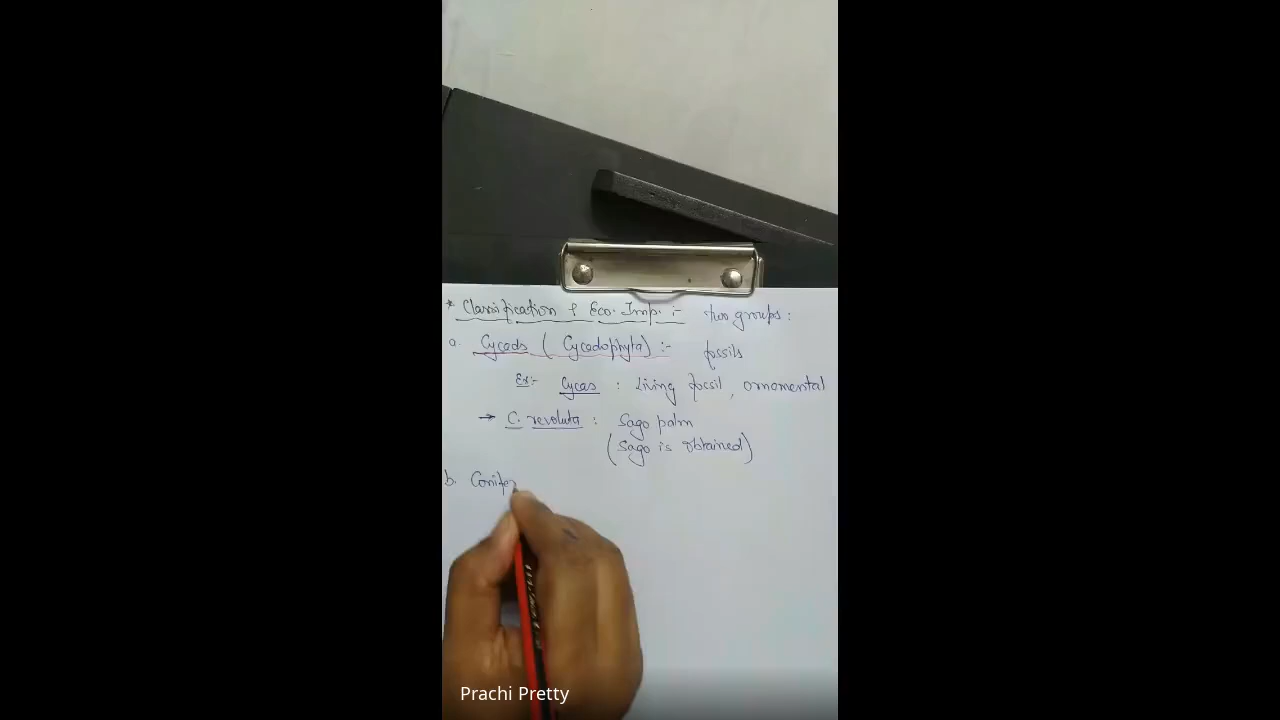 * Classification & Eco. Imp. :- two groups :
a. Cycads ( Cycadophyta) :- fossils
Ex:- Cycas : Living fossil, ornamental
→ C. revoluta : Sago palm
(Sago is obtained)
b. Conifer
Prachi Pretty